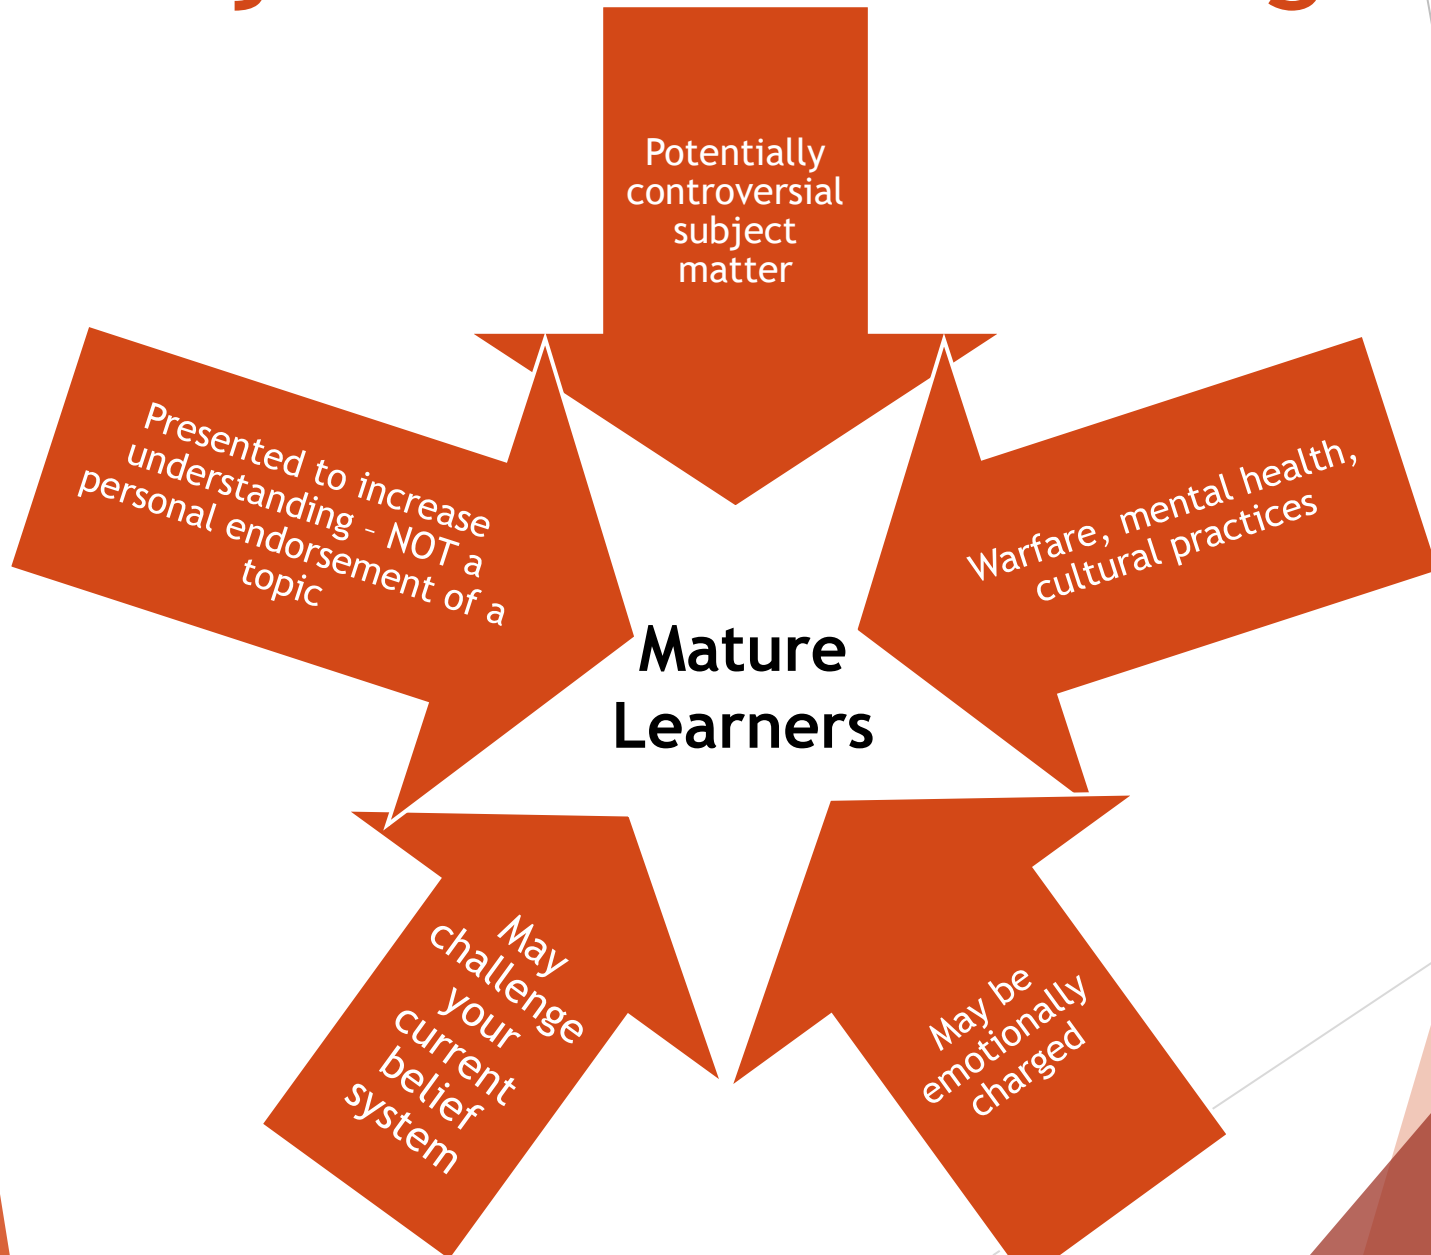 Potentially
controversial
subject
matter
Presented to increase
understanding – NOT a
personal endorsement of a
topic
Warfare, mental health,
cultural practices
Mature
Learners
May
challenge
your
current
belief
system
May be
emotionally
charged